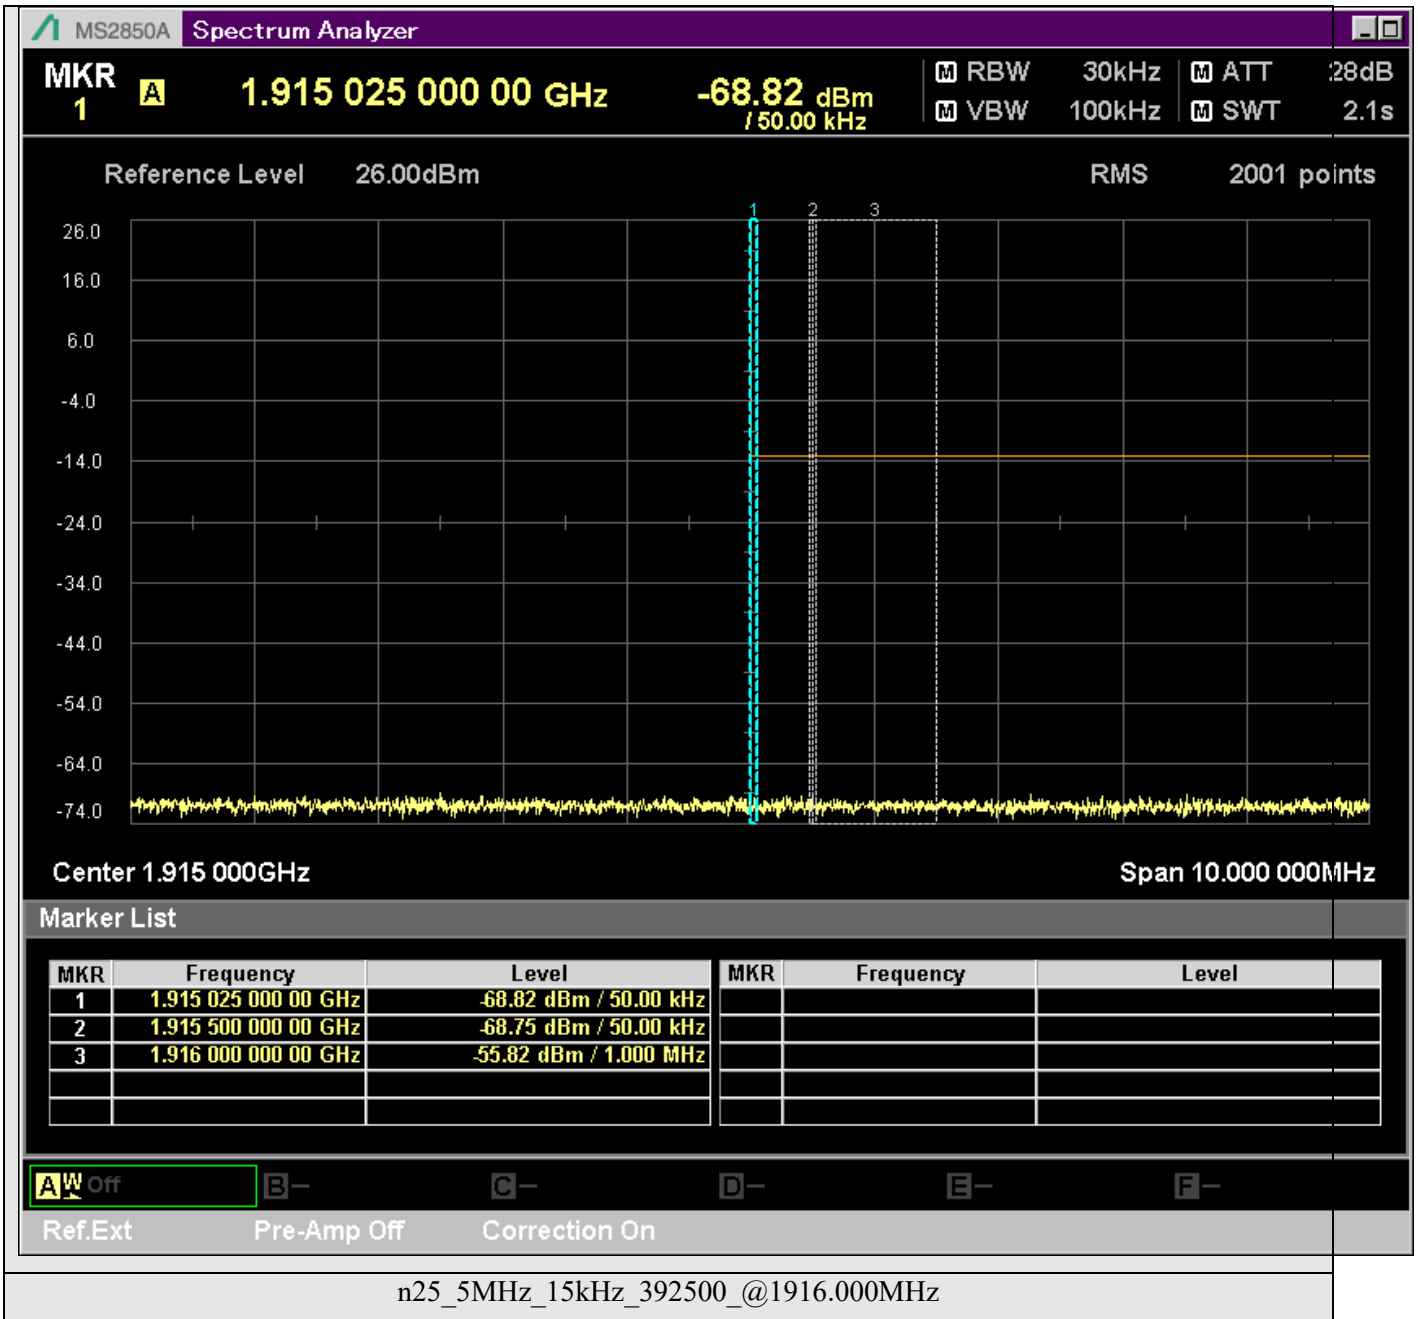 MS2850A Spectrum Analyzer
MKR 1 A 1.915 025 000 00 GHz -68.82 dBm / 50.00 kHz
M RBW 30kHz M ATT 28dB
M VBW 100kHz M SWT 2.1s
Reference Level 26.00dBm RMS 2001 points
1 2 3
26.0
16.0
6.0
-4.0
-14.0
-24.0
-34.0
-44.0
-54.0
-64.0
-74.0
Center 1.915 000GHz Span 10.000 000MHz
Marker List
MKR Frequency Level MKR Frequency Level
1 1.915 025 000 00 GHz -68.82 dBm / 50.00 kHz
2 1.915 500 000 00 GHz -68.75 dBm / 50.00 kHz
3 1.916 000 000 00 GHz -55.82 dBm / 1.000 MHz
A W Off B — C — D — E — F —
Ref.Ext Pre-Amp Off Correction On
n25_5MHz_15kHz_392500_@1916.000MHz